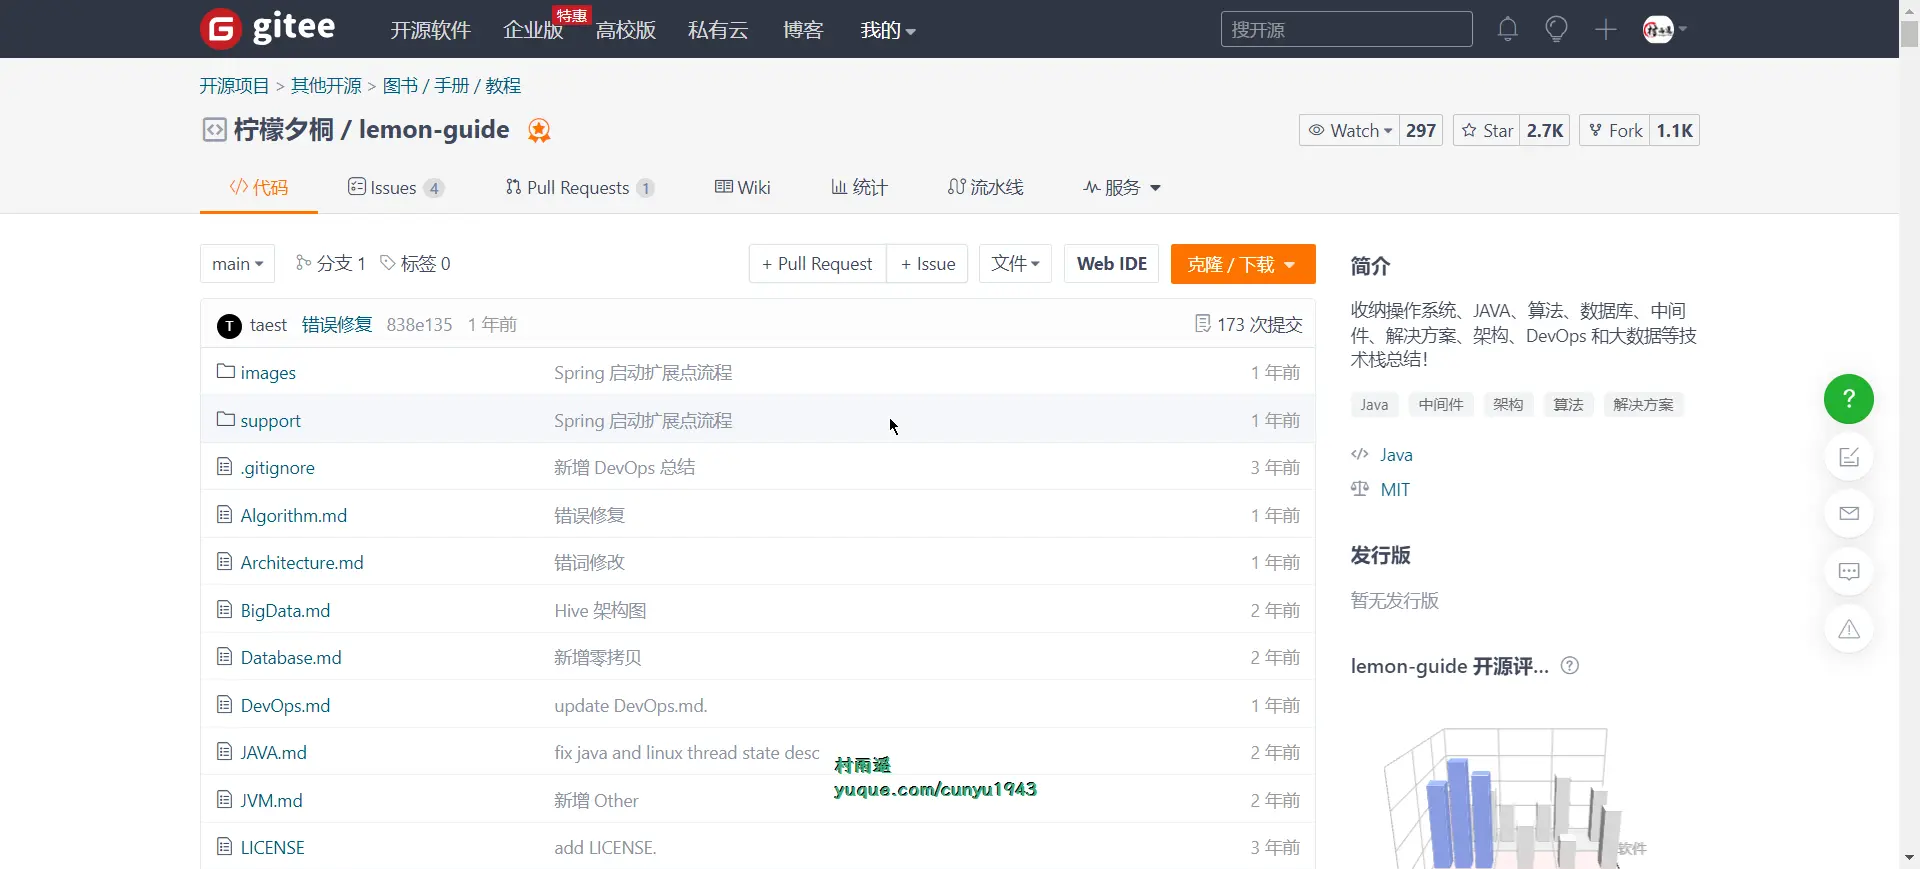 gitee 开源软件 企业版 特惠 高校版 私有云 博客 我的 搜开源
开源项目 > 其他开源 > 图书 / 手册 / 教程
柠檬夕桐 / lemon-guide
Watch 297 Star 2.7K Fork 1.1K
代码 Issues 4 Pull Requests 1 Wiki 统计 流水线 服务
main 分支 1 标签 0 + Pull Request + Issue 文件 Web IDE 克隆 / 下载
T taest 错误修复 838e135 1 年前 173 次提交
images Spring 启动扩展点流程 1 年前
support Spring 启动扩展点流程 1 年前
.gitignore 新增 DevOps 总结 3 年前
Algorithm.md 错误修复 1 年前
Architecture.md 错词修改 1 年前
BigData.md Hive 架构图 2 年前
Database.md 新增零拷贝 2 年前
DevOps.md update DevOps.md. 1 年前
JAVA.md fix java and linux thread state desc 2 年前
JVM.md 新增 Other 2 年前
LICENSE add LICENSE. 3 年前
村雨遥
yuque.com/cunyu1943
简介
收纳操作系统、JAVA、算法、数据库、中间
件、解决方案、架构、DevOps 和大数据等技
术栈总结！
Java 中间件 架构 算法 解决方案
Java
MIT
发行版
暂无发行版
lemon-guide 开源评... ?
软件
?